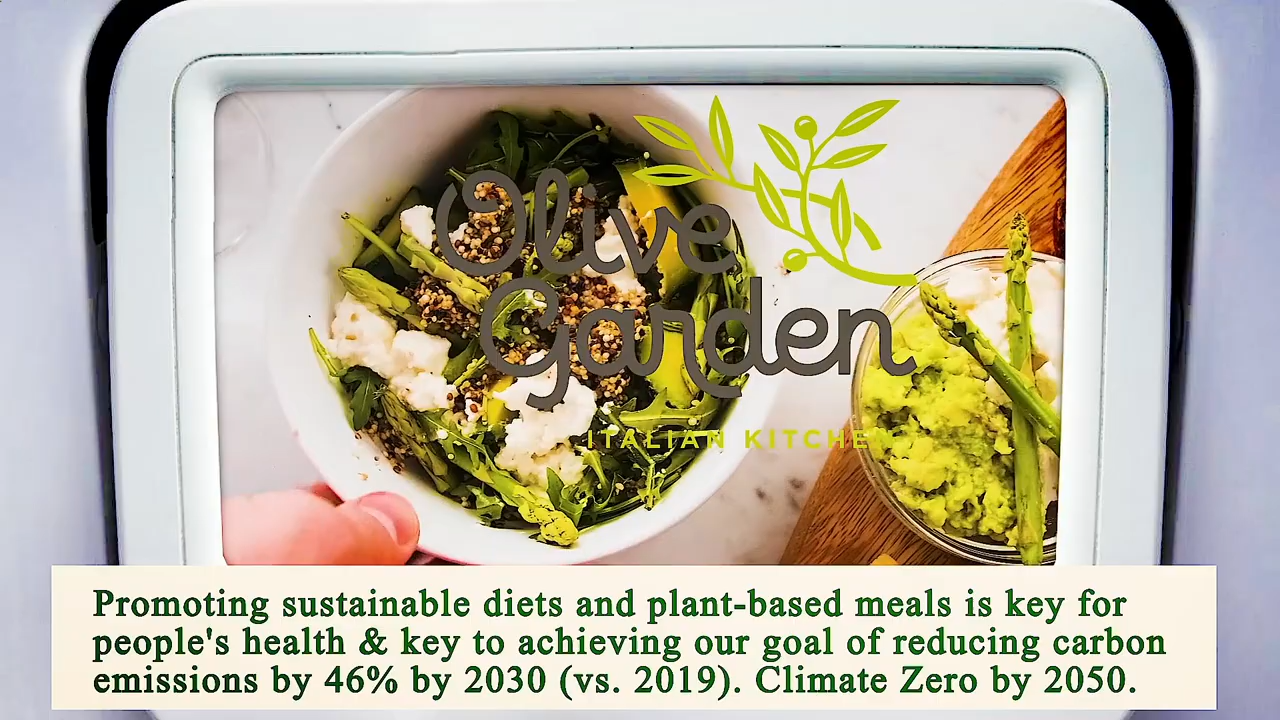 Olive
Garden
ITALIAN KITCHEN
Promoting sustainable diets and plant-based meals is key for
people's health & key to achieving our goal of reducing carbon
emissions by 46% by 2030 (vs. 2019). Climate Zero by 2050.